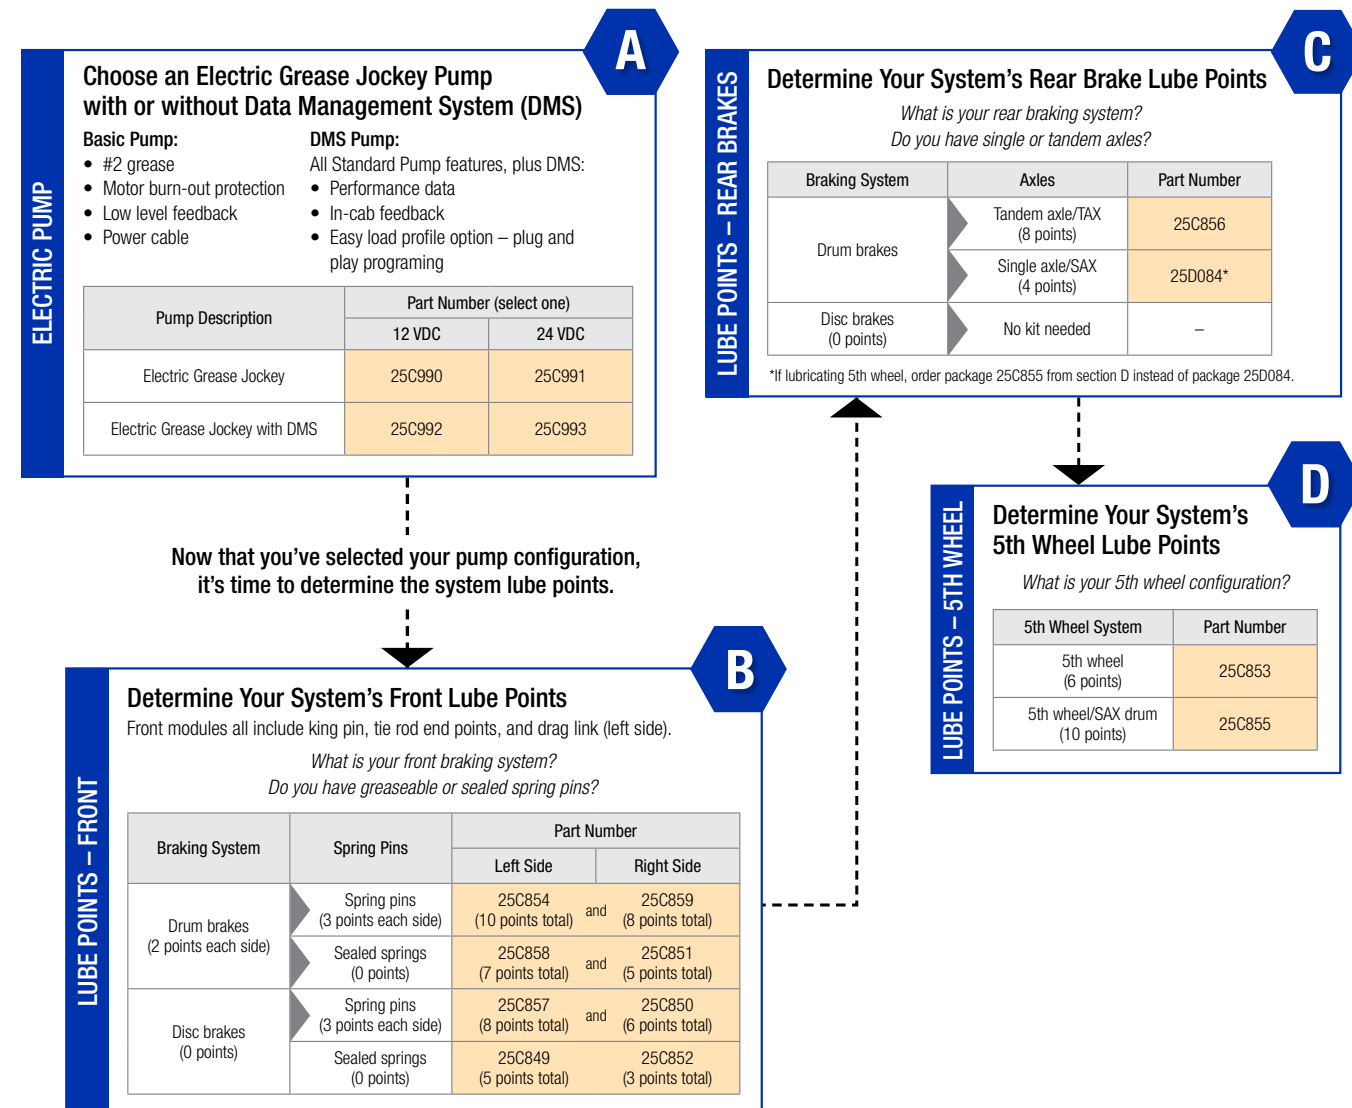 A
ELECTRIC PUMP
Choose an Electric Grease Jockey Pump
with or without Data Management System (DMS)
Basic Pump:
• #2 grease
• Motor burn-out protection
• Low level feedback
• Power cable
DMS Pump:
All Standard Pump features, plus DMS:
• Performance data
• In-cab feedback
• Easy load profile option – plug and
play programing
Pump Description
Part Number (select one)
12 VDC
24 VDC
Electric Grease Jockey
25C990
25C991
Electric Grease Jockey with DMS
25C992
25C993
Now that you've selected your pump configuration,
it's time to determine the system lube points.
B
LUBE POINTS – FRONT
Determine Your System's Front Lube Points
Front modules all include king pin, tie rod end points, and drag link (left side).
What is your front braking system?
Do you have greaseable or sealed spring pins?
Braking System
Spring Pins
Part Number
Left Side
Right Side
Drum brakes
(2 points each side)
Spring pins
(3 points each side)
25C854
(10 points total)
and
25C859
(8 points total)
Sealed springs
(0 points)
25C858
(7 points total)
and
25C851
(5 points total)
Disc brakes
(0 points)
Spring pins
(3 points each side)
25C857
(8 points total)
and
25C850
(6 points total)
Sealed springs
(0 points)
25C849
(5 points total)
25C852
(3 points total)
C
LUBE POINTS – REAR BRAKES
Determine Your System's Rear Brake Lube Points
What is your rear braking system?
Do you have single or tandem axles?
Braking System
Axles
Part Number
Drum brakes
Tandem axle/TAX
(8 points)
25C856
Single axle/SAX
(4 points)
25D084*
Disc brakes
(0 points)
No kit needed
–
*If lubricating 5th wheel, order package 25C855 from section D instead of package 25D084.
D
LUBE POINTS – 5TH WHEEL
Determine Your System's
5th Wheel Lube Points
What is your 5th wheel configuration?
5th Wheel System
Part Number
5th wheel
(6 points)
25C853
5th wheel/SAX drum
(10 points)
25C855